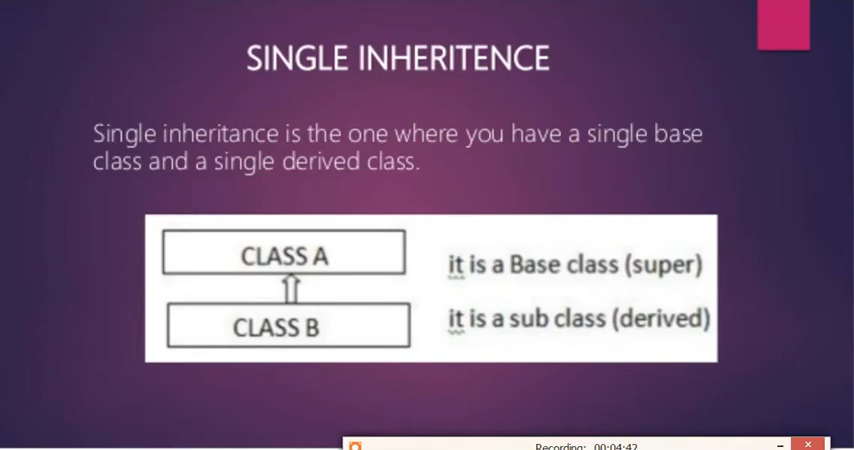 SINGLE INHERITENCE
Single inheritance is the one where you have a single base
class and a single derived class.
CLASS A
it is a Base class (super)
CLASS B
it is a sub class (derived)
Recording: 00:04:42